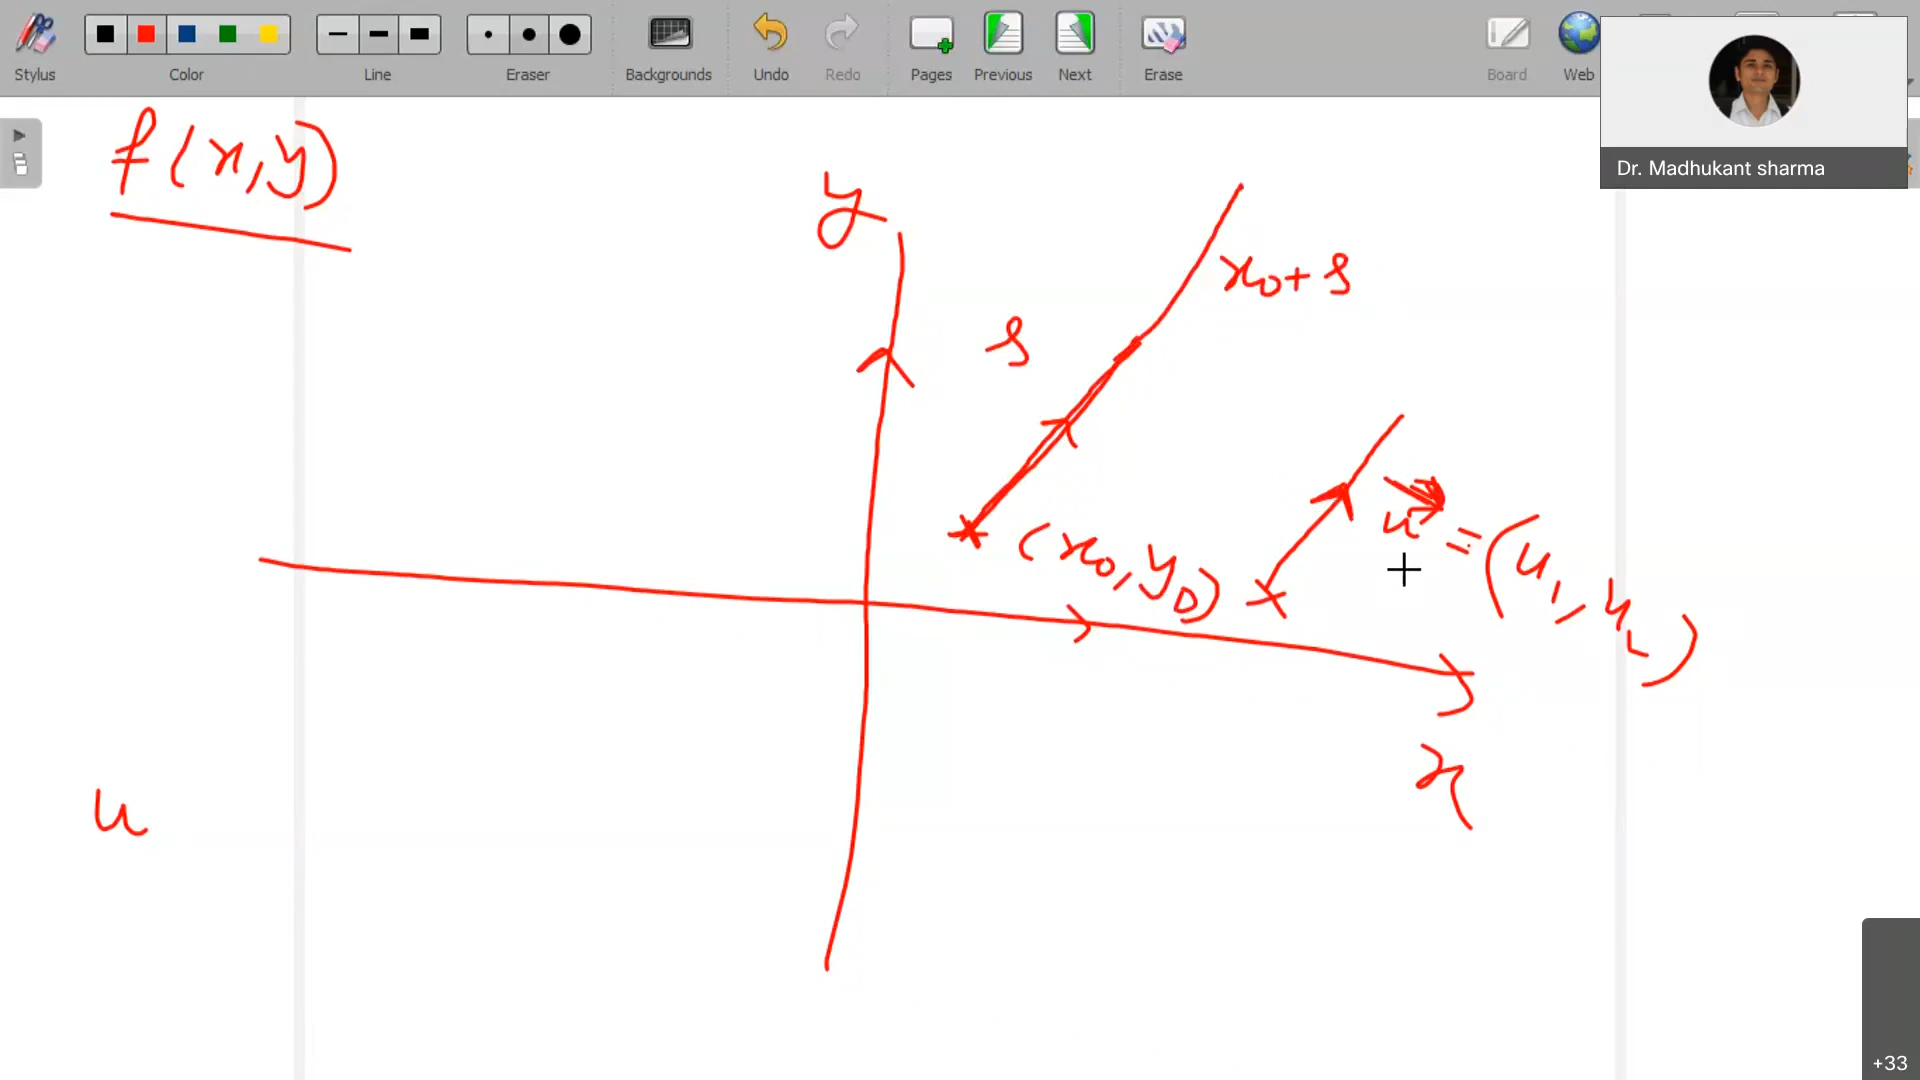 Stylus
Color
Line
Eraser
Backgrounds
Undo
Redo
Pages
Previous
Next
Erase
Board
Web
Dr. Madhukant sharma
f(x,y)
y
x₀+s
s
u⃗ = (u₁, u₂)
(x₀, y₀)
x
u
+33